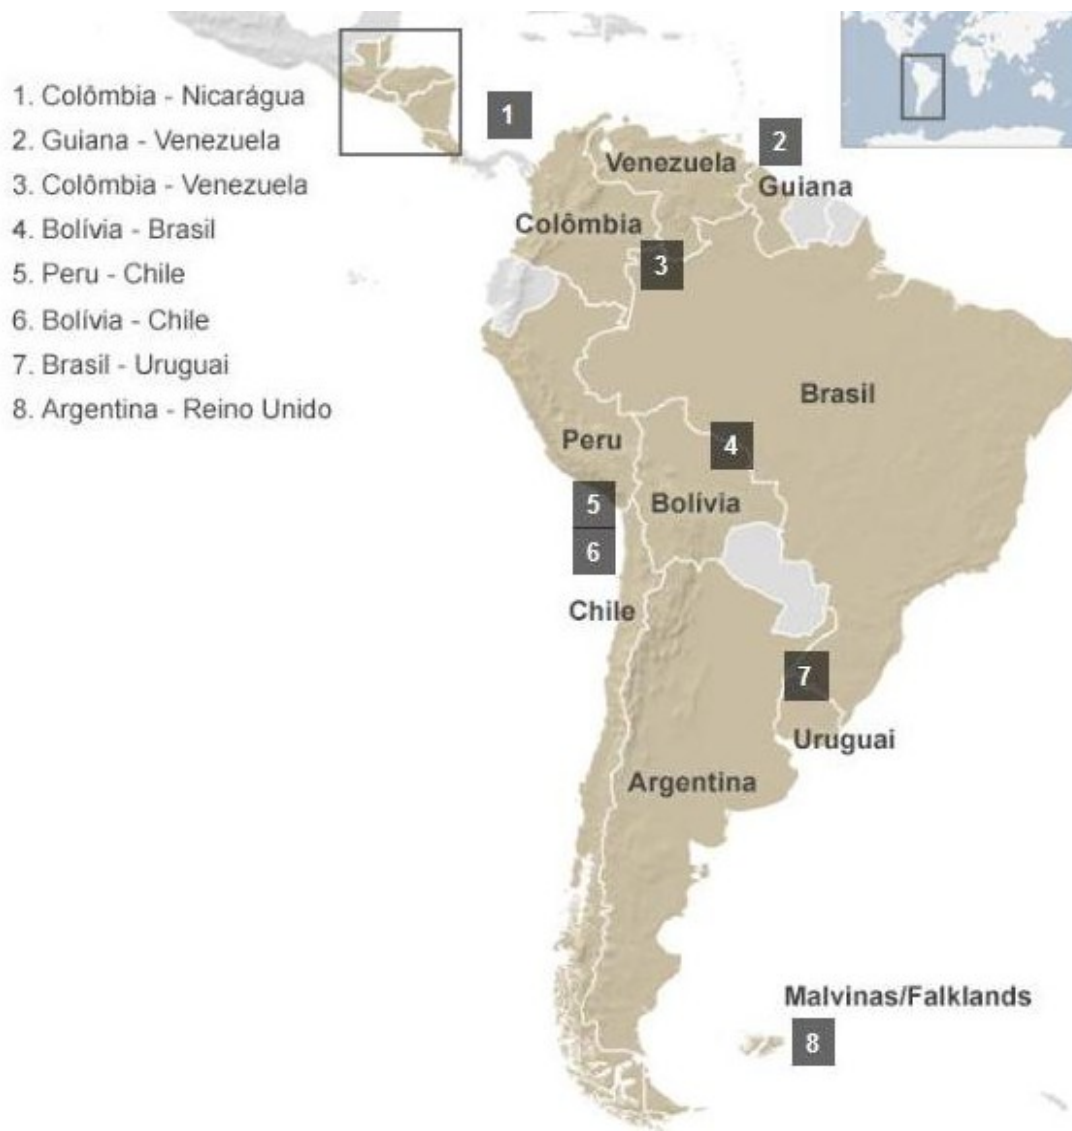 1. Colômbia - Nicarágua
2. Guiana - Venezuela
3. Colômbia - Venezuela
4. Bolívia - Brasil
5. Peru - Chile
6. Bolívia - Chile
7. Brasil - Uruguai
8. Argentina - Reino Unido
1
2
Venezuela
Guiana
Colômbia
3
Brasil
Peru
4
5
Bolívia
6
Chile
7
Uruguai
Argentina
Malvinas/Falklands
8